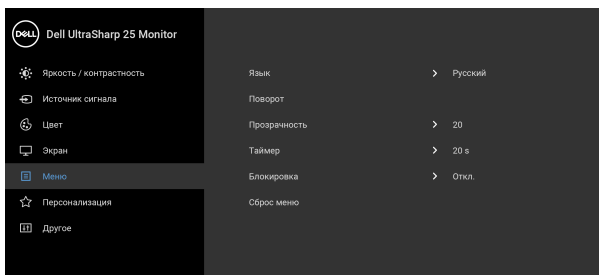 DELL Dell UltraSharp 25 Monitor
Яркость / контрастность
Язык Русский
Источник сигнала
Поворот
Цвет
Прозрачность 20
Экран
Таймер 20 s
Меню
Блокировка Откл.
Персонализация
Сброс меню
Другое